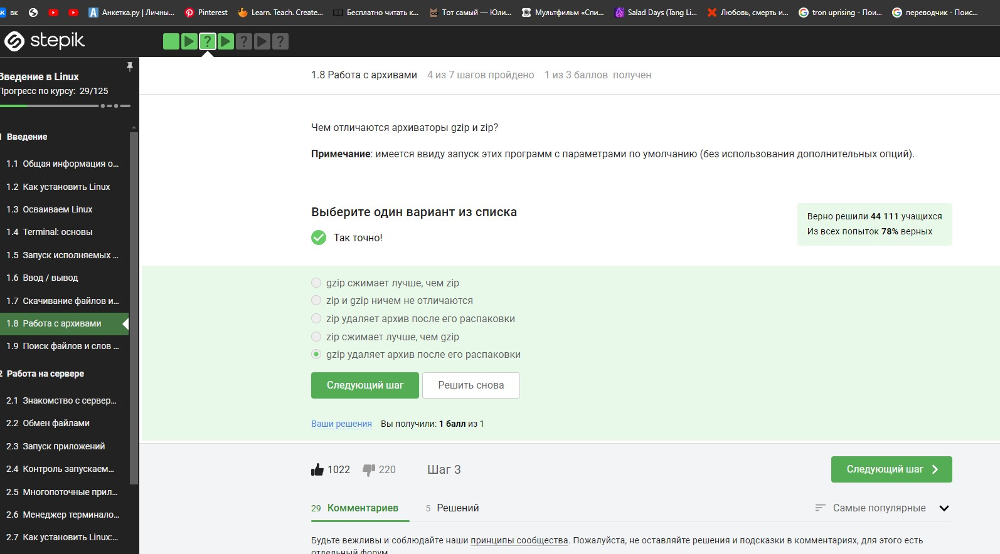 вк
Анкетка.ру | Личны...
Pinterest
Learn. Teach. Create...
Бесплатно читать к...
Тот самый — Юли...
Мультфильм «Спи...
Salad Days (Tang Li...
Любовь, смерть и...
tron uprising - Пои...
переводчик - Поис...
stepik
? ? ?
Введение в Linux
Прогресс по курсу: 29/125
Введение
1.1 Общая информация о...
1.2 Как установить Linux
1.3 Осваиваем Linux
1.4 Terminal: основы
1.5 Запуск исполняемых ...
1.6 Ввод / вывод
1.7 Скачивание файлов и...
1.8 Работа с архивами
1.9 Поиск файлов и слов ...
2 Работа на сервере
2.1 Знакомство с сервер...
2.2 Обмен файлами
2.3 Запуск приложений
2.4 Контроль запускаем...
2.5 Многопоточные прил...
2.6 Менеджер терминало...
2.7 Как установить Linux:...
1.8 Работа с архивами 4 из 7 шагов пройдено 1 из 3 баллов получен
Чем отличаются архиваторы gzip и zip?
Примечание: имеется ввиду запуск этих программ с параметрами по умолчанию (без использования дополнительных опций).
Выберите один вариант из списка
Так точно!
Верно решили 44 111 учащихся
Из всех попыток 78% верных
gzip сжимает лучше, чем zip
zip и gzip ничем не отличаются
zip удаляет архив после его распаковки
zip сжимает лучше, чем gzip
gzip удаляет архив после его распаковки
Следующий шаг Решить снова
Ваши решения Вы получили: 1 балл из 1
1022 220 Шаг 3 Следующий шаг
29 Комментариев 5 Решений Самые популярные
Будьте вежливы и соблюдайте наши принципы сообщества. Пожалуйста, не оставляйте решения и подсказки в комментариях, для этого есть
отдельный форум.